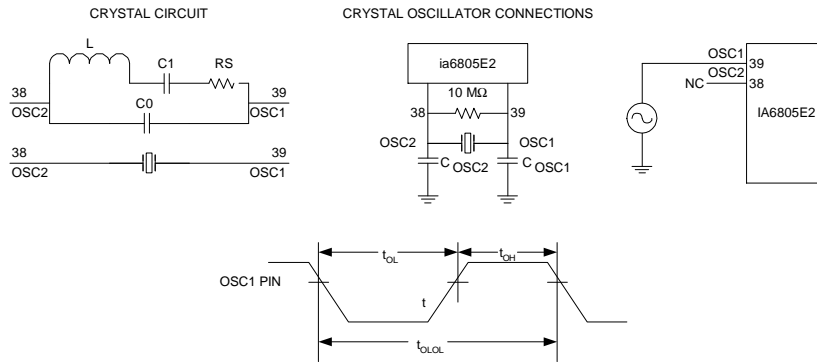 CRYSTAL CIRCUIT
L
C1
RS
38
39
OSC2
C0
OSC1
38
39
OSC2
OSC1
CRYSTAL OSCILLATOR CONNECTIONS
ia6805E2
10 MΩ
38
39
OSC2
OSC1
C OSC2
C OSC1
OSC1
39
OSC2
NC
38
IA6805E2
tOL
tOH
OSC1 PIN
t
tOLOL